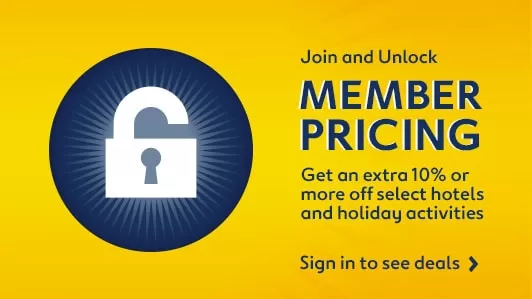 Join and Unlock
MEMBER
PRICING
Get an extra 10% or
more off select hotels
and holiday activities
Sign in to see deals